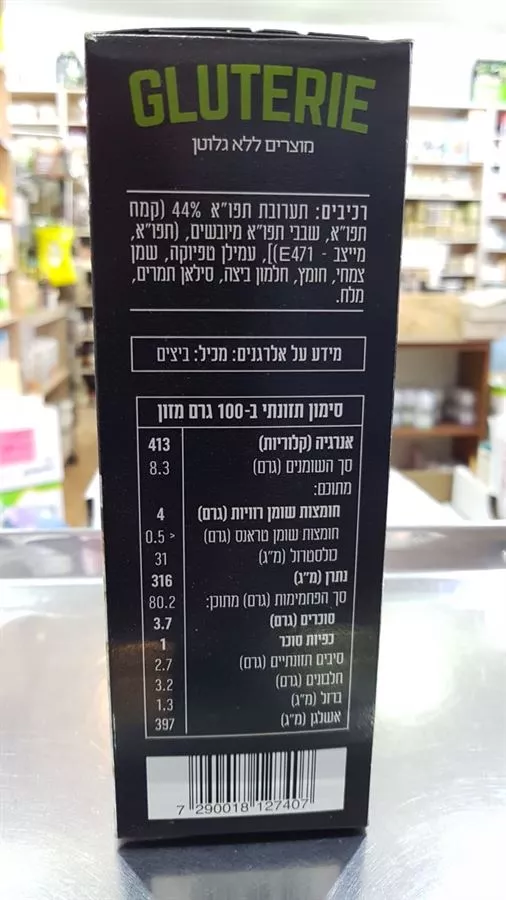 GLUTERIE
מוצרים ללא גלוטן
רכיבים: תערובת תפו"א 44% (קמח
תפו"א, שבבי תפו"א מיובשים, (תפו"א,
מייצב - E471)], עמילן טפיוקה, שמן
צמחי, חומץ, חלמון ביצה, סילאן תמרים,
מלח.
מידע על אלרגנים: מכיל: ביצים
סימון תזונתי ב-100 גרם מזון
אנרגיה (קלוריות) 413
סך השומנים (גרם) 8.3
מתוכם:
חומצות שומן רוויות (גרם) 4
חומצות שומן טראנס (גרם) < 0.5
כולסטרול (מ"ג) 31
נתרן (מ"ג) 316
סך הפחמימות (גרם) מתוכן: 80.2
סוכרים (גרם) 3.7
כפיות סוכר 1
סיבים תזונתיים (גרם) 2.7
חלבונים (גרם) 3.2
ברזל (מ"ג) 1.3
אשלגן (מ"ג) 397
7 290018 127407